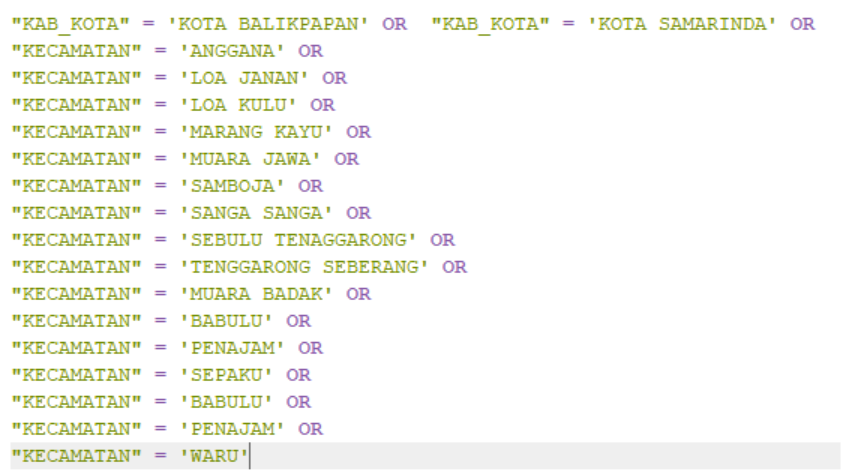 "KAB_KOTA" = 'KOTA BALIKPAPAN' OR  "KAB_KOTA" = 'KOTA SAMARINDA' OR
"KECAMATAN" = 'ANGGANA' OR
"KECAMATAN" = 'LOA JANAN' OR
"KECAMATAN" = 'LOA KULU' OR
"KECAMATAN" = 'MARANG KAYU' OR
"KECAMATAN" = 'MUARA JAWA' OR
"KECAMATAN" = 'SAMBOJA' OR
"KECAMATAN" = 'SANGA SANGA' OR
"KECAMATAN" = 'SEBULU TENAGGARONG' OR
"KECAMATAN" = 'TENGGARONG SEBERANG' OR
"KECAMATAN" = 'MUARA BADAK' OR
"KECAMATAN" = 'BABULU' OR
"KECAMATAN" = 'PENAJAM' OR
"KECAMATAN" = 'SEPAKU' OR
"KECAMATAN" = 'BABULU' OR
"KECAMATAN" = 'PENAJAM' OR
"KECAMATAN" = 'WARU'